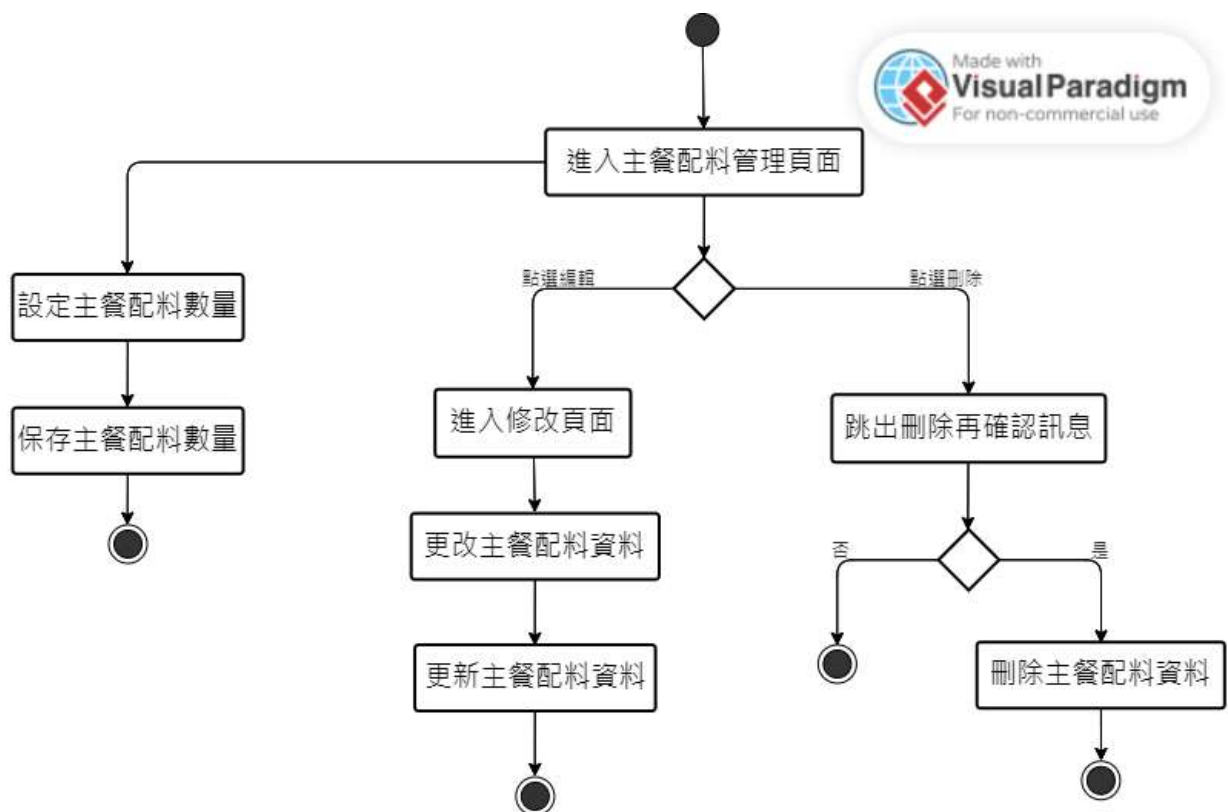 Made with
Visual Paradigm
For non-commercial use
進入主餐配料管理頁面
點選編輯
點選刪除
設定主餐配料數量
進入修改頁面
跳出刪除再確認訊息
保存主餐配料數量
更改主餐配料資料
否
是
更新主餐配料資料
刪除主餐配料資料